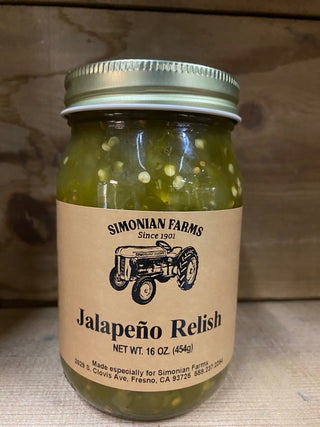 SIMONIAN FARMS
Since 1901
Jalapeño Relish
NET WT. 16 OZ. (454g)
Made especially for Simonian Farms
2629 S. Clovis Ave, Fresno, CA 93725 559.237.2294